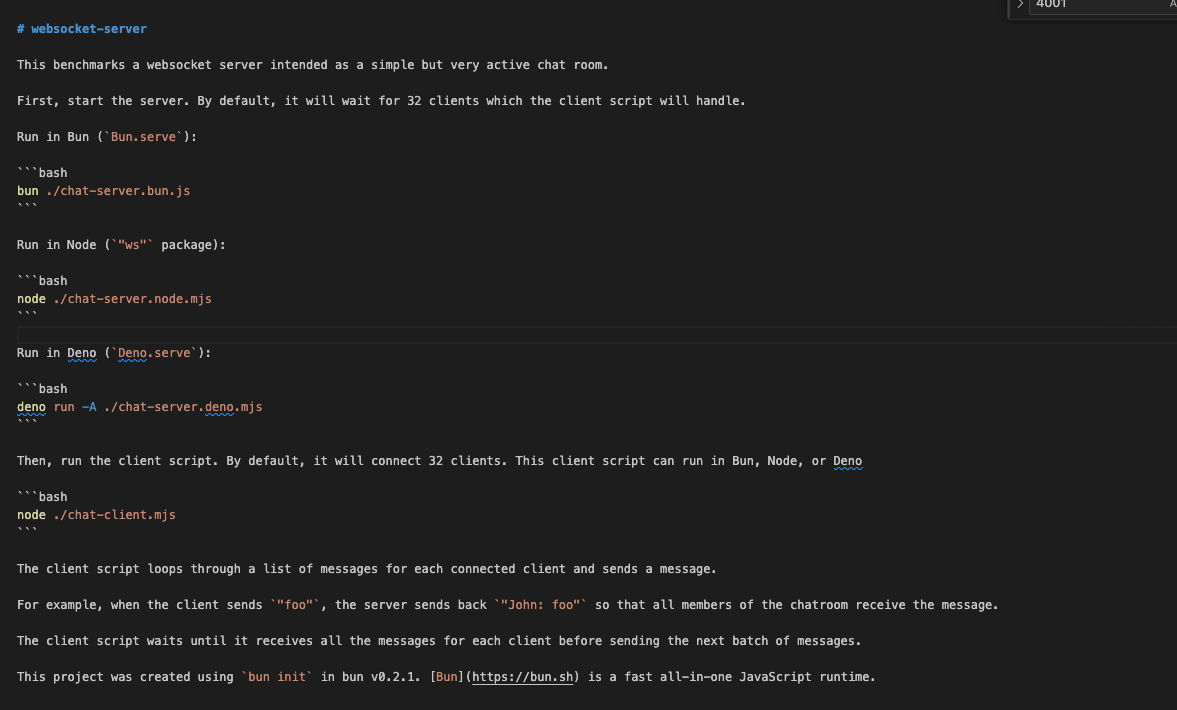 4001
# websocket-server
This benchmarks a websocket server intended as a simple but very active chat room.
First, start the server. By default, it will wait for 32 clients which the client script will handle.
Run in Bun (`Bun.serve`):
```bash
bun ./chat-server.bun.js
```
Run in Node (`"ws"` package):
```bash
node ./chat-server.node.mjs
```
Run in Deno (`Deno.serve`):
```bash
deno run -A ./chat-server.deno.mjs
```
Then, run the client script. By default, it will connect 32 clients. This client script can run in Bun, Node, or Deno
```bash
node ./chat-client.mjs
```
The client script loops through a list of messages for each connected client and sends a message.
For example, when the client sends `"foo"`, the server sends back `"John: foo"` so that all members of the chatroom receive the message.
The client script waits until it receives all the messages for each client before sending the next batch of messages.
This project was created using `bun init` in bun v0.2.1. [Bun](https://bun.sh) is a fast all-in-one JavaScript runtime.